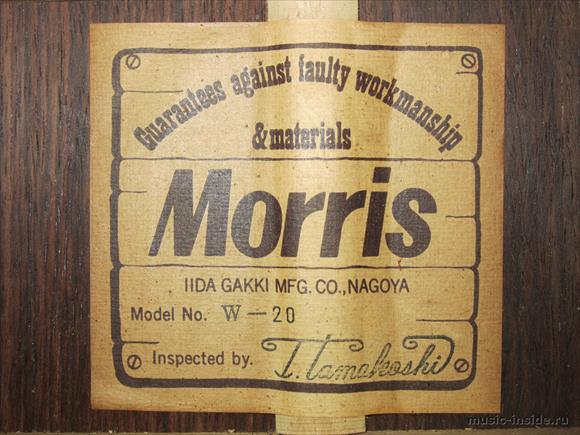 Guarantees against faulty workmanship
& materials
Morris
IIDA GAKKI MFG. CO., NAGOYA
Model No. W-20
Inspected by. T. Tamakoshi
music-inside.ru